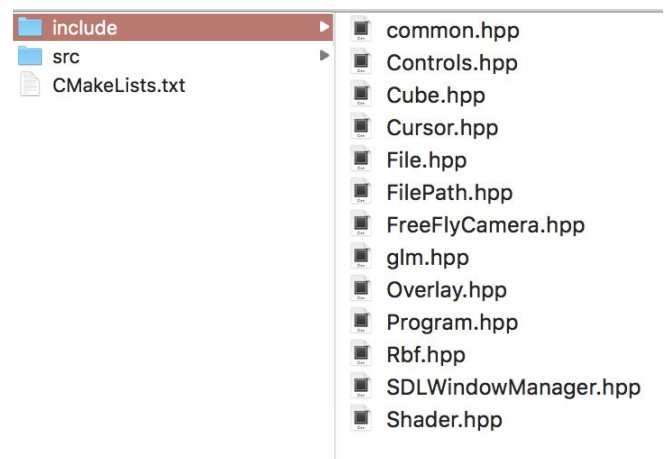 include
src
CMakeLists.txt
common.hpp
Controls.hpp
Cube.hpp
Cursor.hpp
File.hpp
FilePath.hpp
FreeFlyCamera.hpp
glm.hpp
Overlay.hpp
Program.hpp
Rbf.hpp
SDLWindowManager.hpp
Shader.hpp